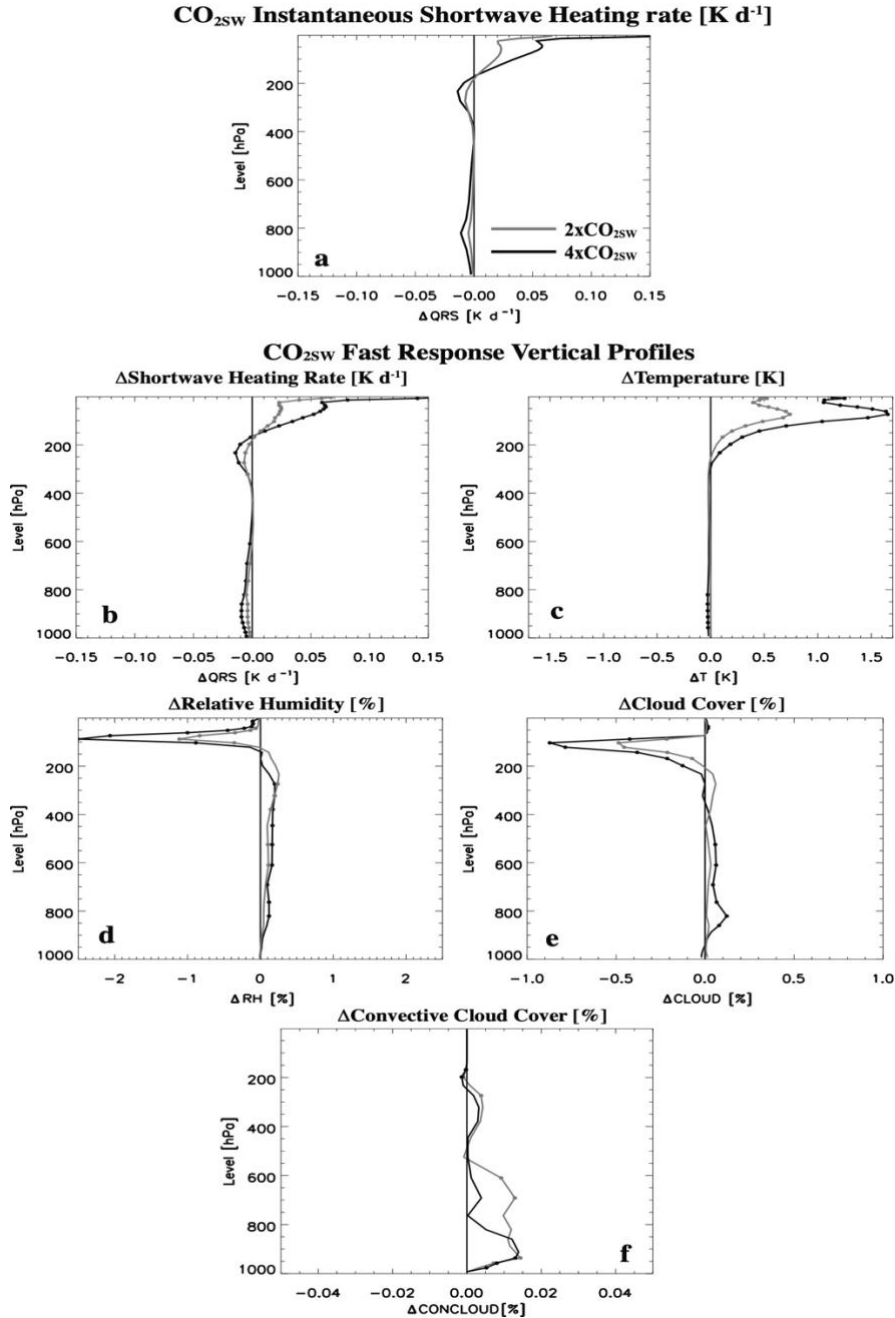 CO2SW Instantaneous Shortwave Heating rate [K d-1]
Level [hPa]
200
400
600
800
1000
2xCO2SW
4xCO2SW
a
−0.15 −0.10 −0.05 −0.00 0.05 0.10 0.15
ΔQRS [K d−1]
CO2SW Fast Response Vertical Profiles
ΔShortwave Heating Rate [K d-1]
Level [hPa]
200
400
600
800
1000
b
−0.15 −0.10 −0.05 −0.00 0.05 0.10 0.15
ΔQRS [K d−1]
ΔTemperature [K]
Level [hPa]
200
400
600
800
1000
c
−1.5 −1.0 −0.5 0.0 0.5 1.0 1.5
ΔT [K]
ΔRelative Humidity [%]
Level [hPa]
200
400
600
800
1000
d
−2 −1 0 1 2
ΔRH [%]
ΔCloud Cover [%]
Level [hPa]
200
400
600
800
1000
e
−1.0 −0.5 0.0 0.5 1.0
ΔCLOUD [%]
ΔConvective Cloud Cover [%]
Level [hPa]
200
400
600
800
1000
f
−0.04 −0.02 0.00 0.02 0.04
ΔCONCLOUD [%]